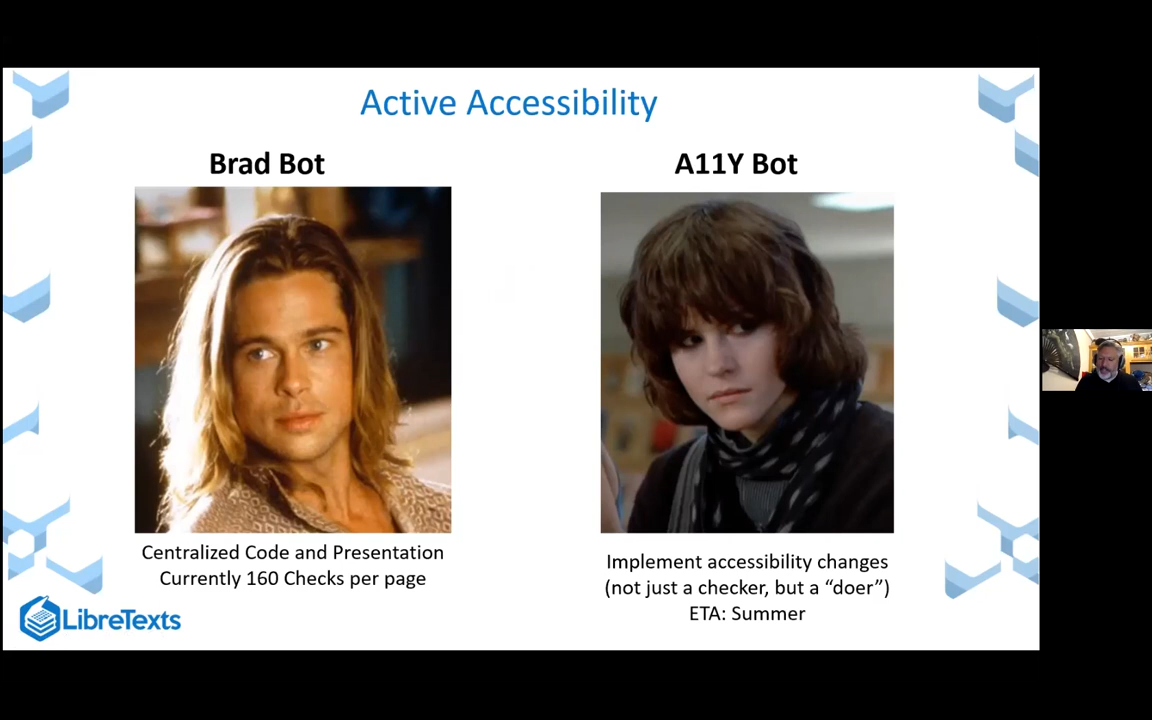 Active Accessibility
Brad Bot
A11Y Bot
Centralized Code and Presentation
Currently 160 Checks per page
Implement accessibility changes
(not just a checker, but a “doer”)
ETA: Summer
LibreTexts